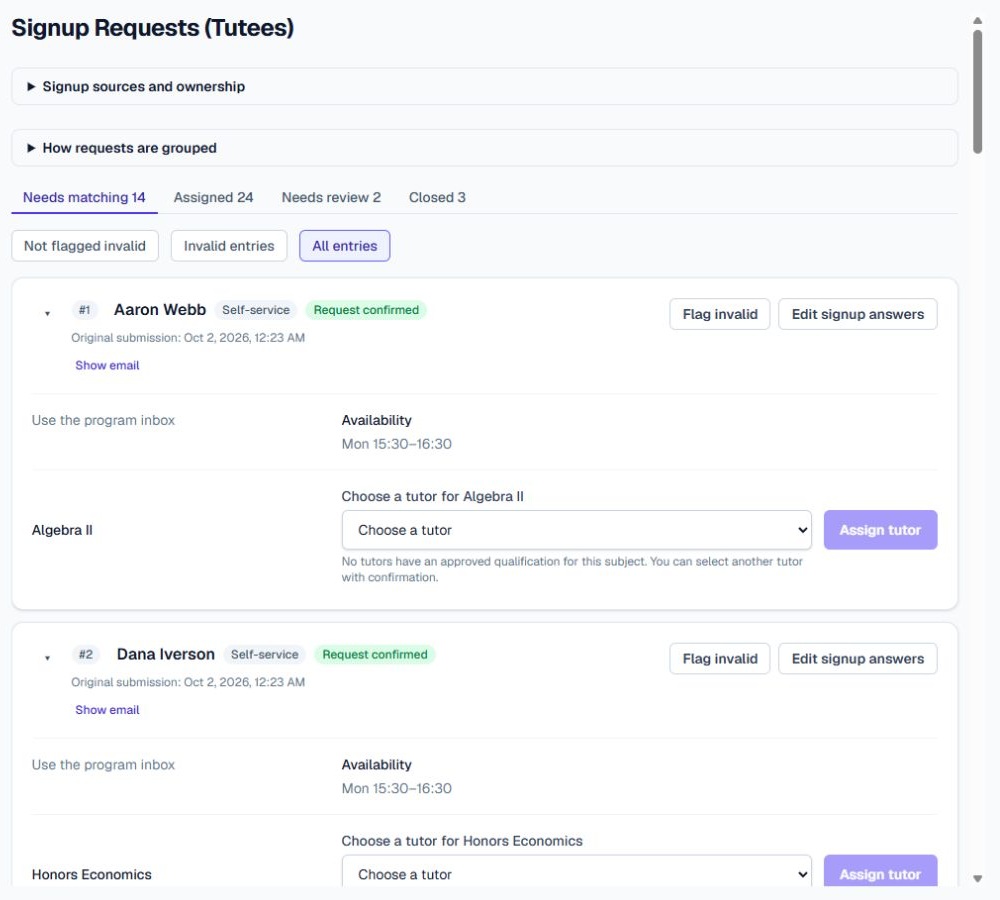 Signup Requests (Tutees)
▶ Signup sources and ownership
▶ How requests are grouped
Needs matching 14 Assigned 24 Needs review 2 Closed 3
Not flagged invalid Invalid entries All entries
#1 Aaron Webb Self-service Request confirmed Flag invalid Edit signup answers
Original submission: Oct 2, 2026, 12:23 AM
Show email
Use the program inbox Availability
Mon 15:30–16:30
Choose a tutor for Algebra II
Algebra II Choose a tutor Assign tutor
No tutors have an approved qualification for this subject. You can select another tutor
with confirmation.
#2 Dana Iverson Self-service Request confirmed Flag invalid Edit signup answers
Original submission: Oct 2, 2026, 12:23 AM
Show email
Use the program inbox Availability
Mon 15:30–16:30
Choose a tutor for Honors Economics
Honors Economics Choose a tutor Assign tutor